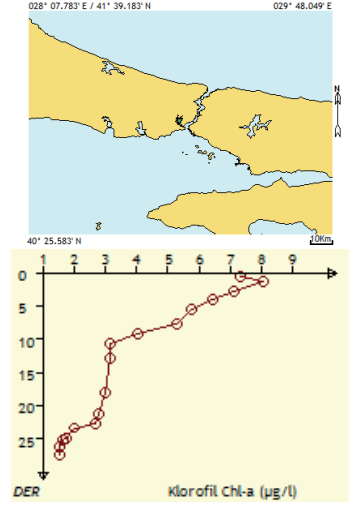 028° 07.783' E / 41° 39.183' N 029° 48.049' E
N
40° 25.583' N 10Km
1 2 3 4 5 6 7 8 9
0
5
10
15
20
25
DER Klorofil Chl-a (µg/l)